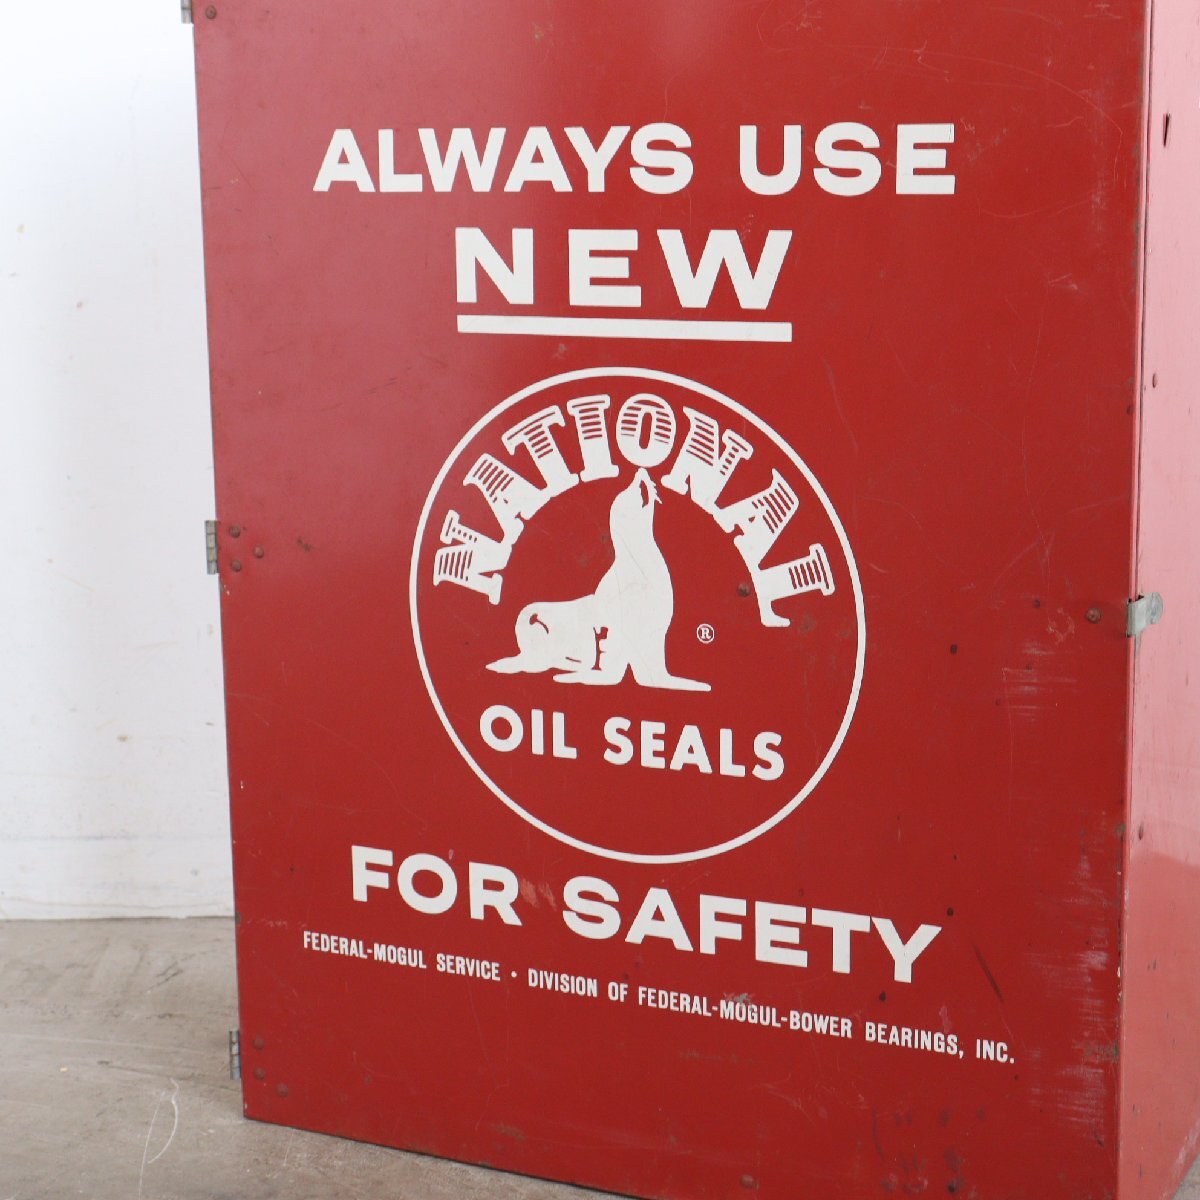 ALWAYS USE
NEW
NATIONAL
®
OIL SEALS
FOR SAFETY
FEDERAL-MOGUL SERVICE • DIVISION OF FEDERAL-MOGUL-BOWER BEARINGS, INC.